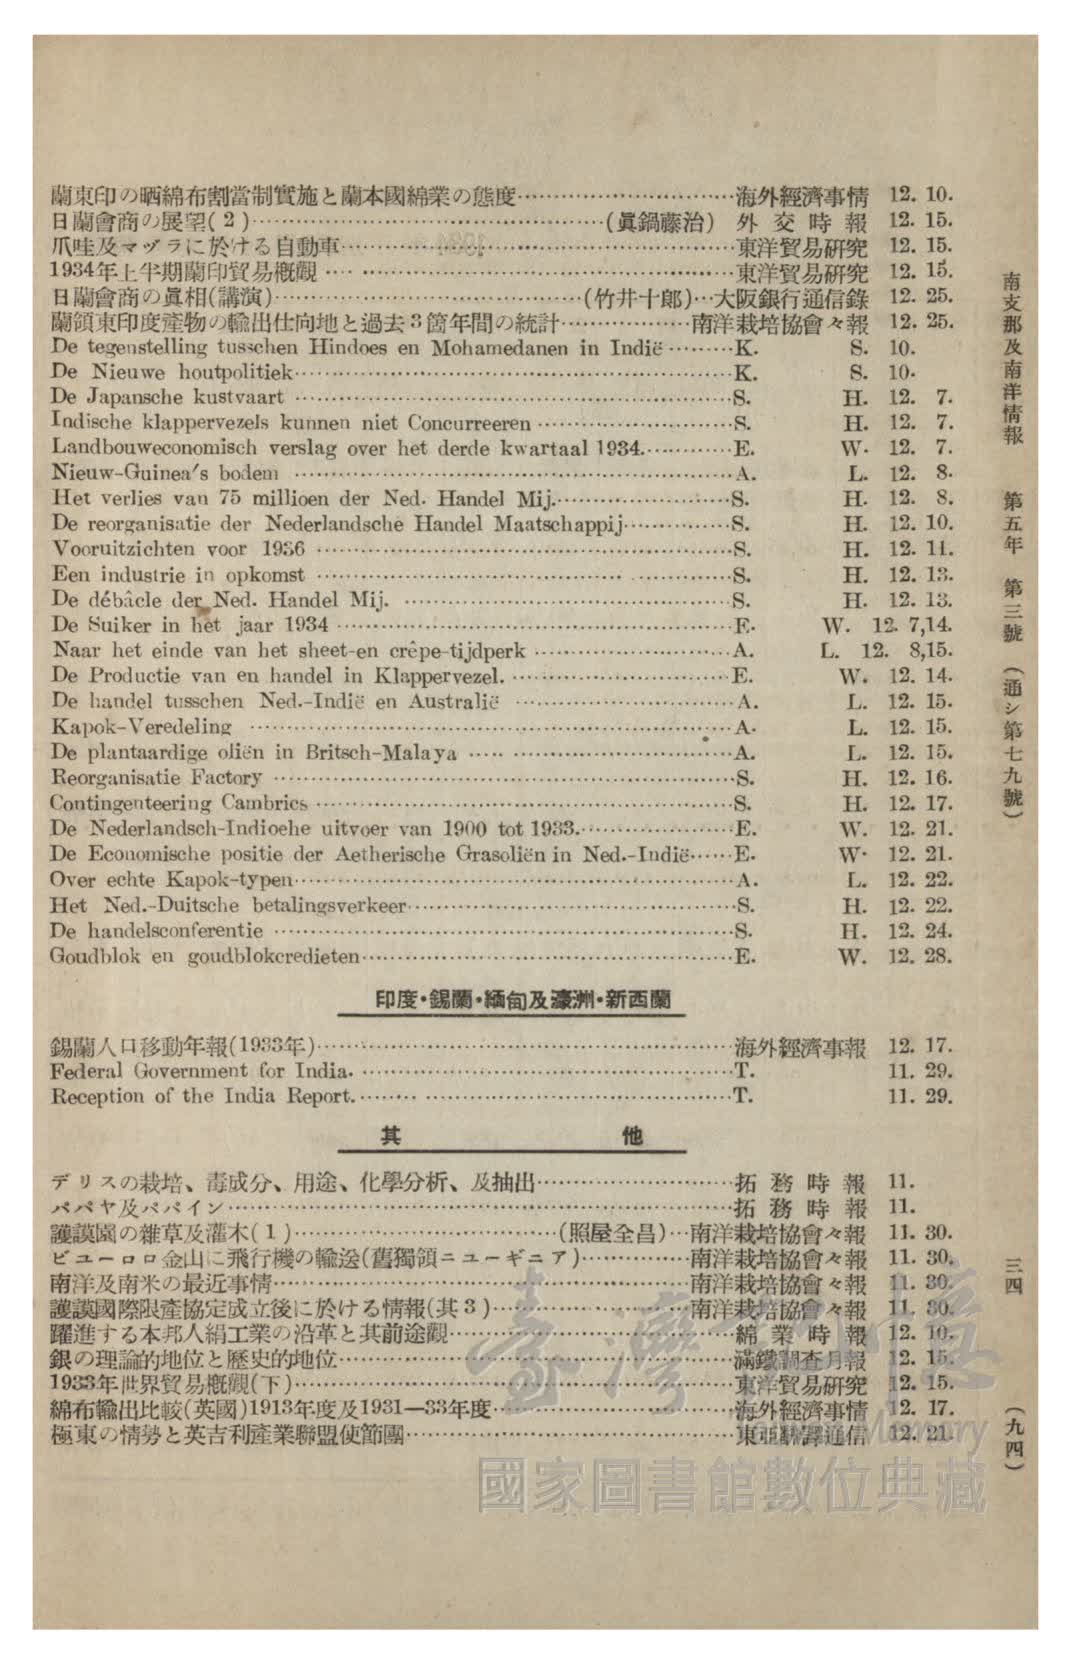 蘭東印の晒綿布割當制實施と蘭本國綿業の態度……………………海外經濟事情 12. 10.
日蘭會商の展望(2)……………………………………(眞鍋藤治) 外交時報 12. 15.
爪哇及マヅラに於ける自動車……………………………………東洋貿易硏究 12. 15.
1934年上半期蘭印貿易槪觀……………………………………東洋貿易硏究 12. 15.
日蘭會商の眞相(講演)………………………………(竹井十郞)…大阪銀行通信錄 12. 25.
蘭領東印度產物の輸出仕向地と過去3箇年間の統計……………南洋栽培協會々報 12. 25.
De tegenstelling tusschen Hindoes en Mohamedanen in Indië………K. S. 10.
De Nieuwe houtpolitiek……………………………………K. S. 10.
De Japansche kustvaart……………………………………S. H. 12. 7.
Indische klappervezels kunnen niet Concurreeren……………………S. H. 12. 7.
Landbouweconomisch verslag over het derde kwartaal 1934.…………E. W. 12. 7.
Nieuw-Guinea's bodem……………………………………A. L. 12. 8.
Het verlies van 75 millioen der Ned. Handel Mij.…………………S. H. 12. 8.
De reorganisatie der Nederlandsche Handel Maatschappij……………S. H. 12. 10.
Vooruitzichten voor 1936……………………………………S. H. 12. 11.
Een industrie in opkomst……………………………………S. H. 12. 13.
De débâcle der Ned. Handel Mij. ………………………………S. H. 12. 13.
De Suiker in het jaar 1934……………………………………E. W. 12. 7,14.
Naar het einde van het sheet-en crêpe-tijdperk……………………A. L. 12. 8,15.
De Productie van en handel in Klappervezel. ……………………E. W. 12. 14.
De handel tusschen Ned.-Indië en Australië ……………………A. L. 12. 15.
Kapok-Veredeling ……………………………………A. L. 12. 15.
De plantaardige oliën in Britsch-Malaya ………………………A. L. 12. 15.
Reorganisatie Factory ……………………………………S. H. 12. 16.
Contingenteering Cambrics……………………………………S. H. 12. 17.
De Nederlandsch-Indioehe uitvoer van 1900 tot 1933.………………E. W. 12. 21.
De Economische positie der Aetherische Grasoliën in Ned.-Indië……E. W. 12. 21.
Over echte Kapok-typen……………………………………A. L. 12. 22.
Het Ned.-Duitsche betalingsverkeer………………………………S. H. 12. 22.
De handelsconferentie ……………………………………S. H. 12. 24.
Goudblok en goudblokcredieten……………………………………E. W. 12. 28.
印度・錫蘭・緬甸及濠洲・新西蘭
錫蘭人口移動年報(1933年)……………………………………海外經濟事報 12. 17.
Federal Government for India. ……………………………………T. 11. 29.
Reception of the India Report.……………………………………T. 11. 29.
其 他
デリスの栽培、毒成分、用途、化學分析、及抽出……………………拓務時報 11.
パパヤ及パパイン……………………………………拓務時報 11.
護謨園の雜草及灌木(1)……………………………(照屋全昌)…南洋栽培協會々報 11. 30.
ビューロロ金山に飛行機の輸送(舊獨領ニューギニア)……………南洋栽培協會々報 11. 30.
南洋及南米の最近事情……………………………………南洋栽培協會々報 11. 30.
護謨國際限產協定成立後に於ける情報(其3)……………………南洋栽培協會々報 11. 30.
躍進する本邦人絹工業の沿革と其前途觀……………………………綿業時報 12. 10.
銀の理論的地位と歷史的地位……………………………………滿鐵調査月報 12. 15.
1933年世界貿易槪觀(下)……………………………………東洋貿易硏究 12. 15.
綿布輸出比較(英國)1913年度及1931—33年度……………………海外經濟事情 12. 17.
極東の情勢と英吉利產業聯盟使節團………………………………東亞飜譯通信 12. 21.
南支那及南洋情報 第五年 第三號 (通シ第七九號)
三四
(九四)
臺灣記憶
Taiwan Memory
國家圖書館數位典藏